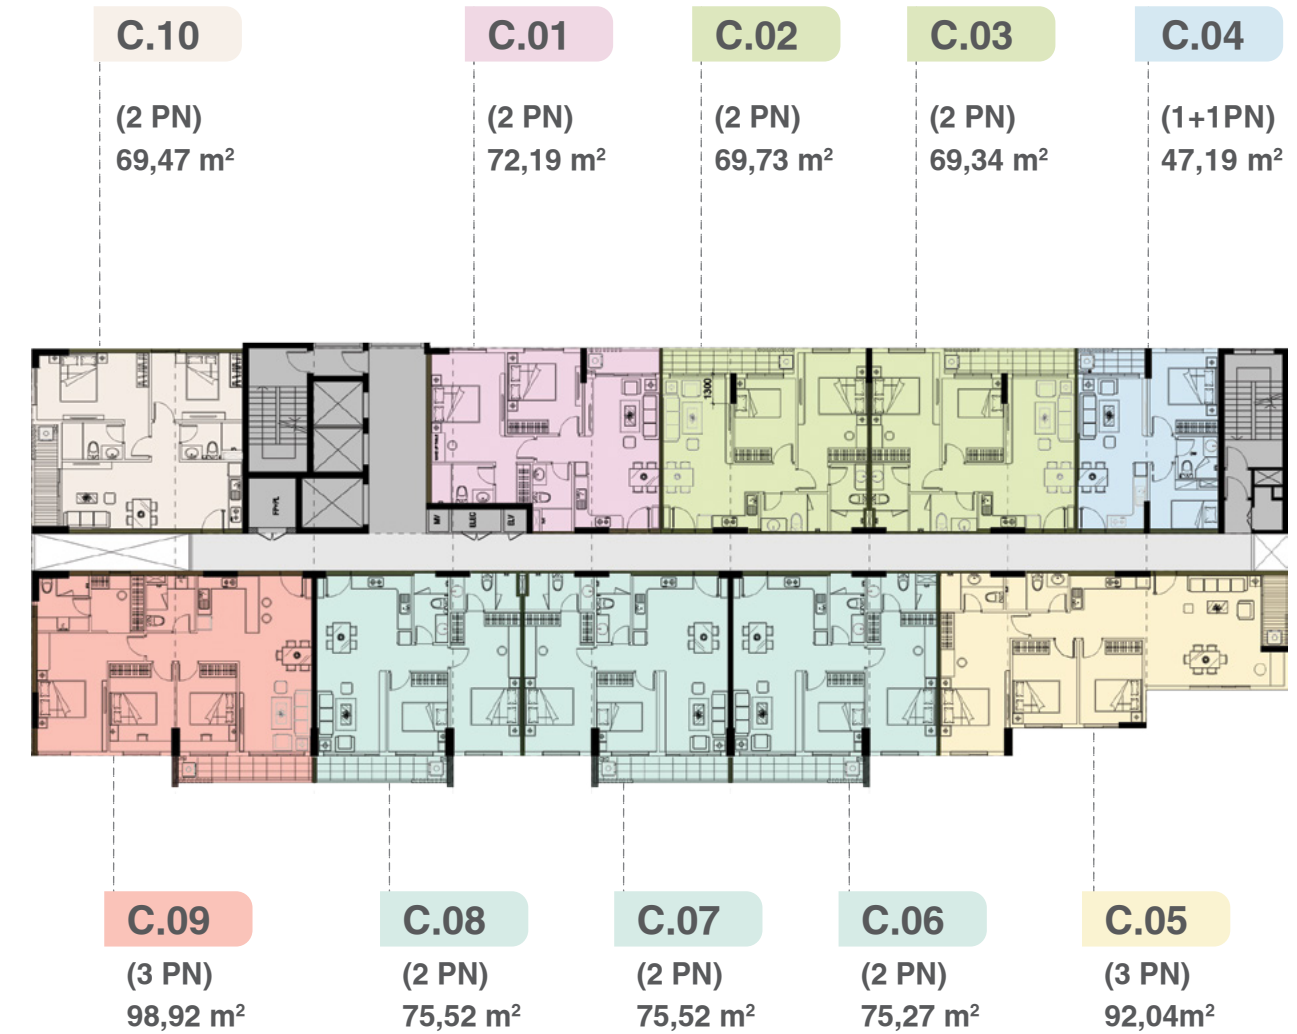 C.10
(2 PN)
69,47 m²
C.01
(2 PN)
72,19 m²
C.02
(2 PN)
69,73 m²
C.03
(2 PN)
69,34 m²
C.04
(1+1PN)
47,19 m²
1300
ELEC
ELV
C.09
(3 PN)
98,92 m²
C.08
(2 PN)
75,52 m²
C.07
(2 PN)
75,52 m²
C.06
(2 PN)
75,27 m²
C.05
(3 PN)
92,04m²